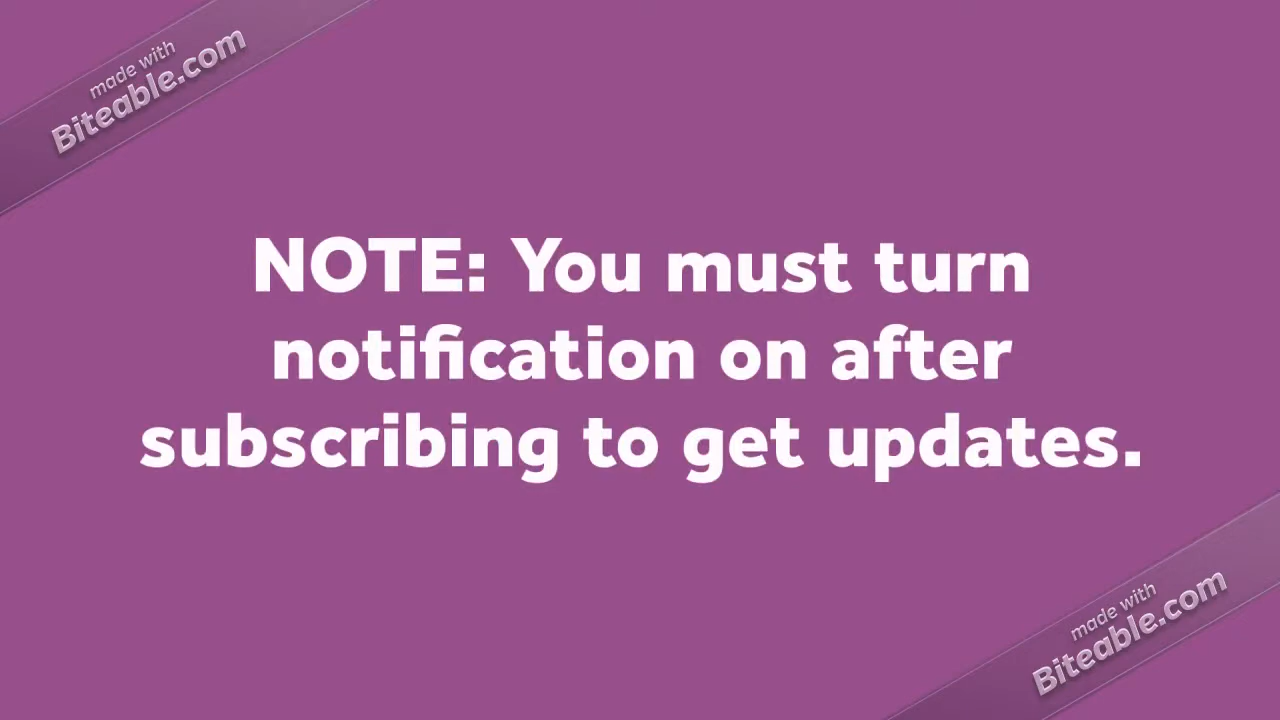 made with
Biteable.com
NOTE: You must turn
notification on after
subscribing to get updates.
made with
Biteable.com